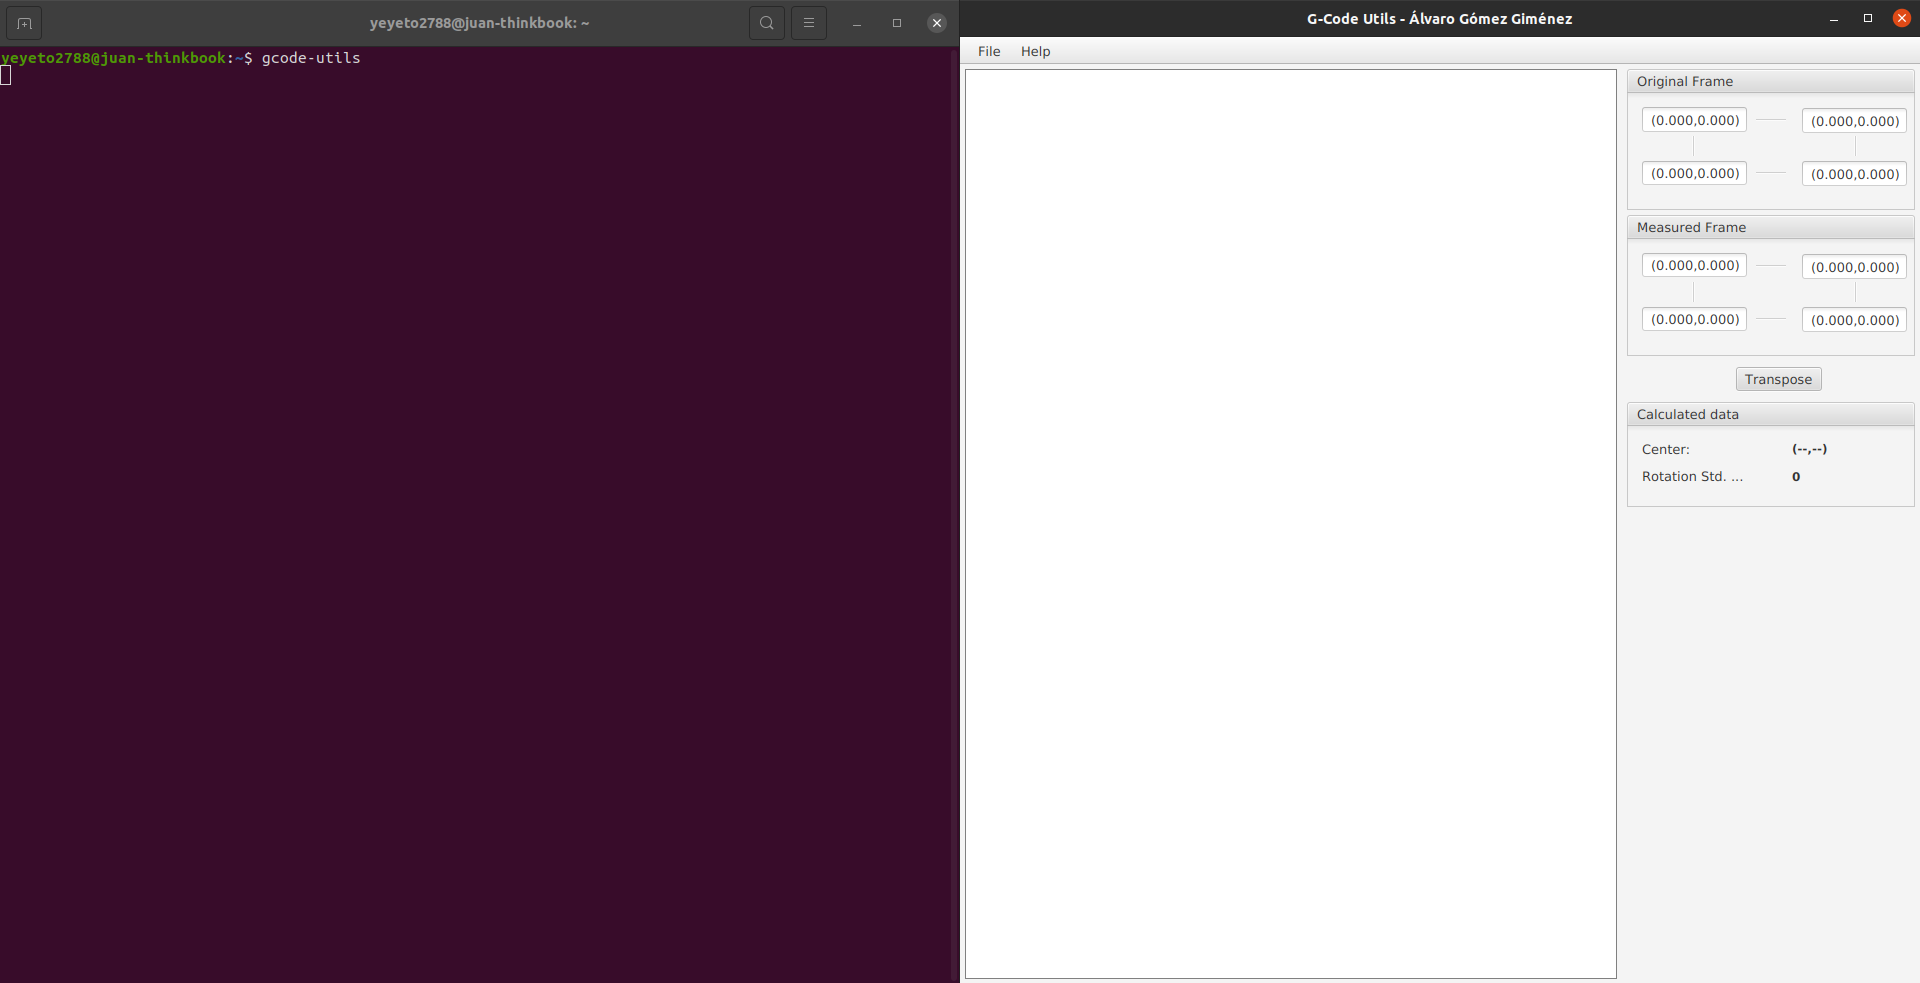 yeyeto2788@juan-thinkbook: ~
yeyeto2788@juan-thinkbook:~$ gcode-utils
G-Code Utils - Álvaro Gómez Giménez
File Help
Original Frame
(0.000,0.000) (0.000,0.000)
(0.000,0.000) (0.000,0.000)
Measured Frame
(0.000,0.000) (0.000,0.000)
(0.000,0.000) (0.000,0.000)
Transpose
Calculated data
Center: (--,--)
Rotation Std. ... 0